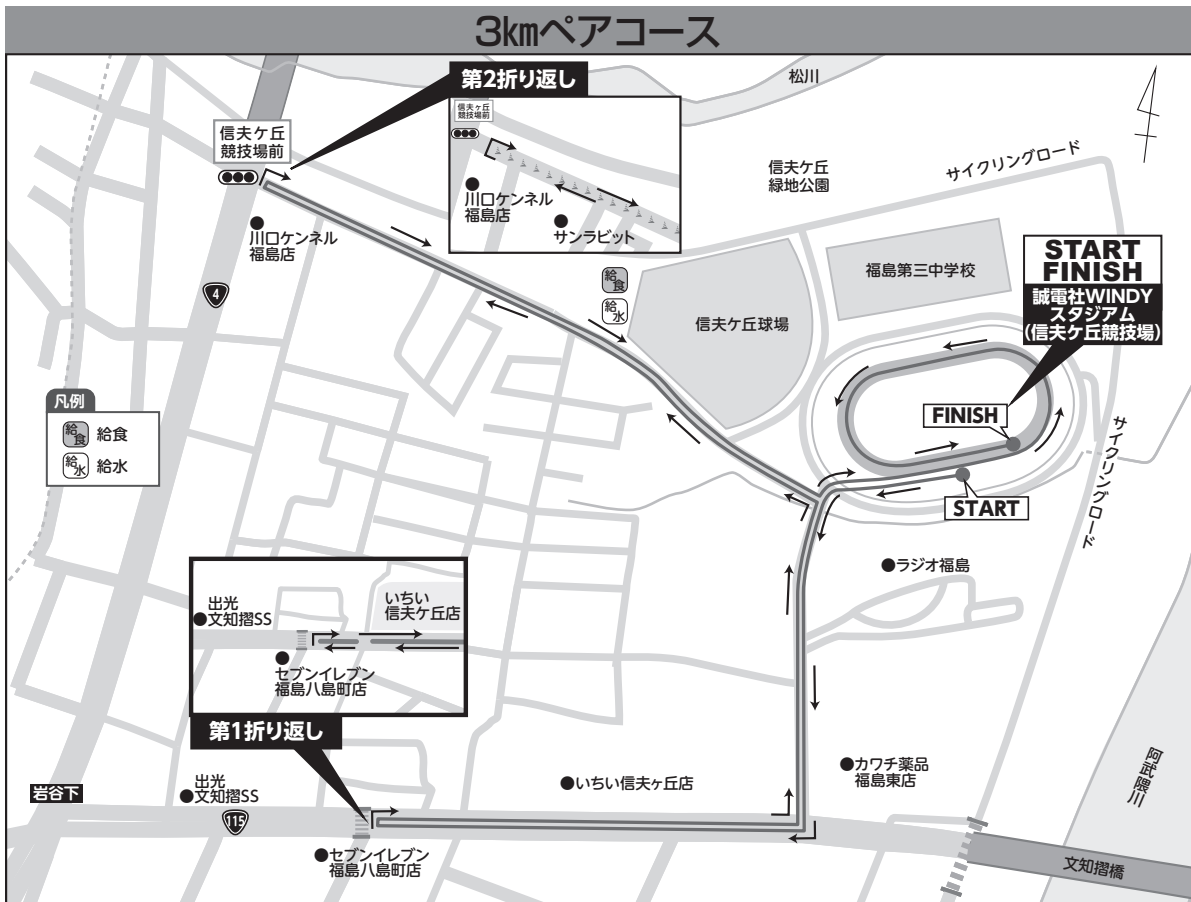 3kmペアコース
第2折り返し
松川
信夫ケ丘
競技場前
信夫ケ丘
競技場前
川口ケンネル
福島店
サンラビット
信夫ケ丘
緑地公園
サイクリングロード
川口ケンネル
福島店
4
給食
給水
福島第三中学校
START
FINISH
誠電社WINDY
スタジアム
(信夫ケ丘競技場)
信夫ケ丘球場
凡例
給食 給食
給水 給水
FINISH
START
サイクリングロード
ラジオ福島
出光
文知摺SS
いちい
信夫ケ丘店
セブンイレブン
福島八島町店
第1折り返し
カワチ薬品
福島東店
いちい信夫ヶ丘店
岩谷下
出光
文知摺SS
115
セブンイレブン
福島八島町店
阿武隈川
文知摺橋